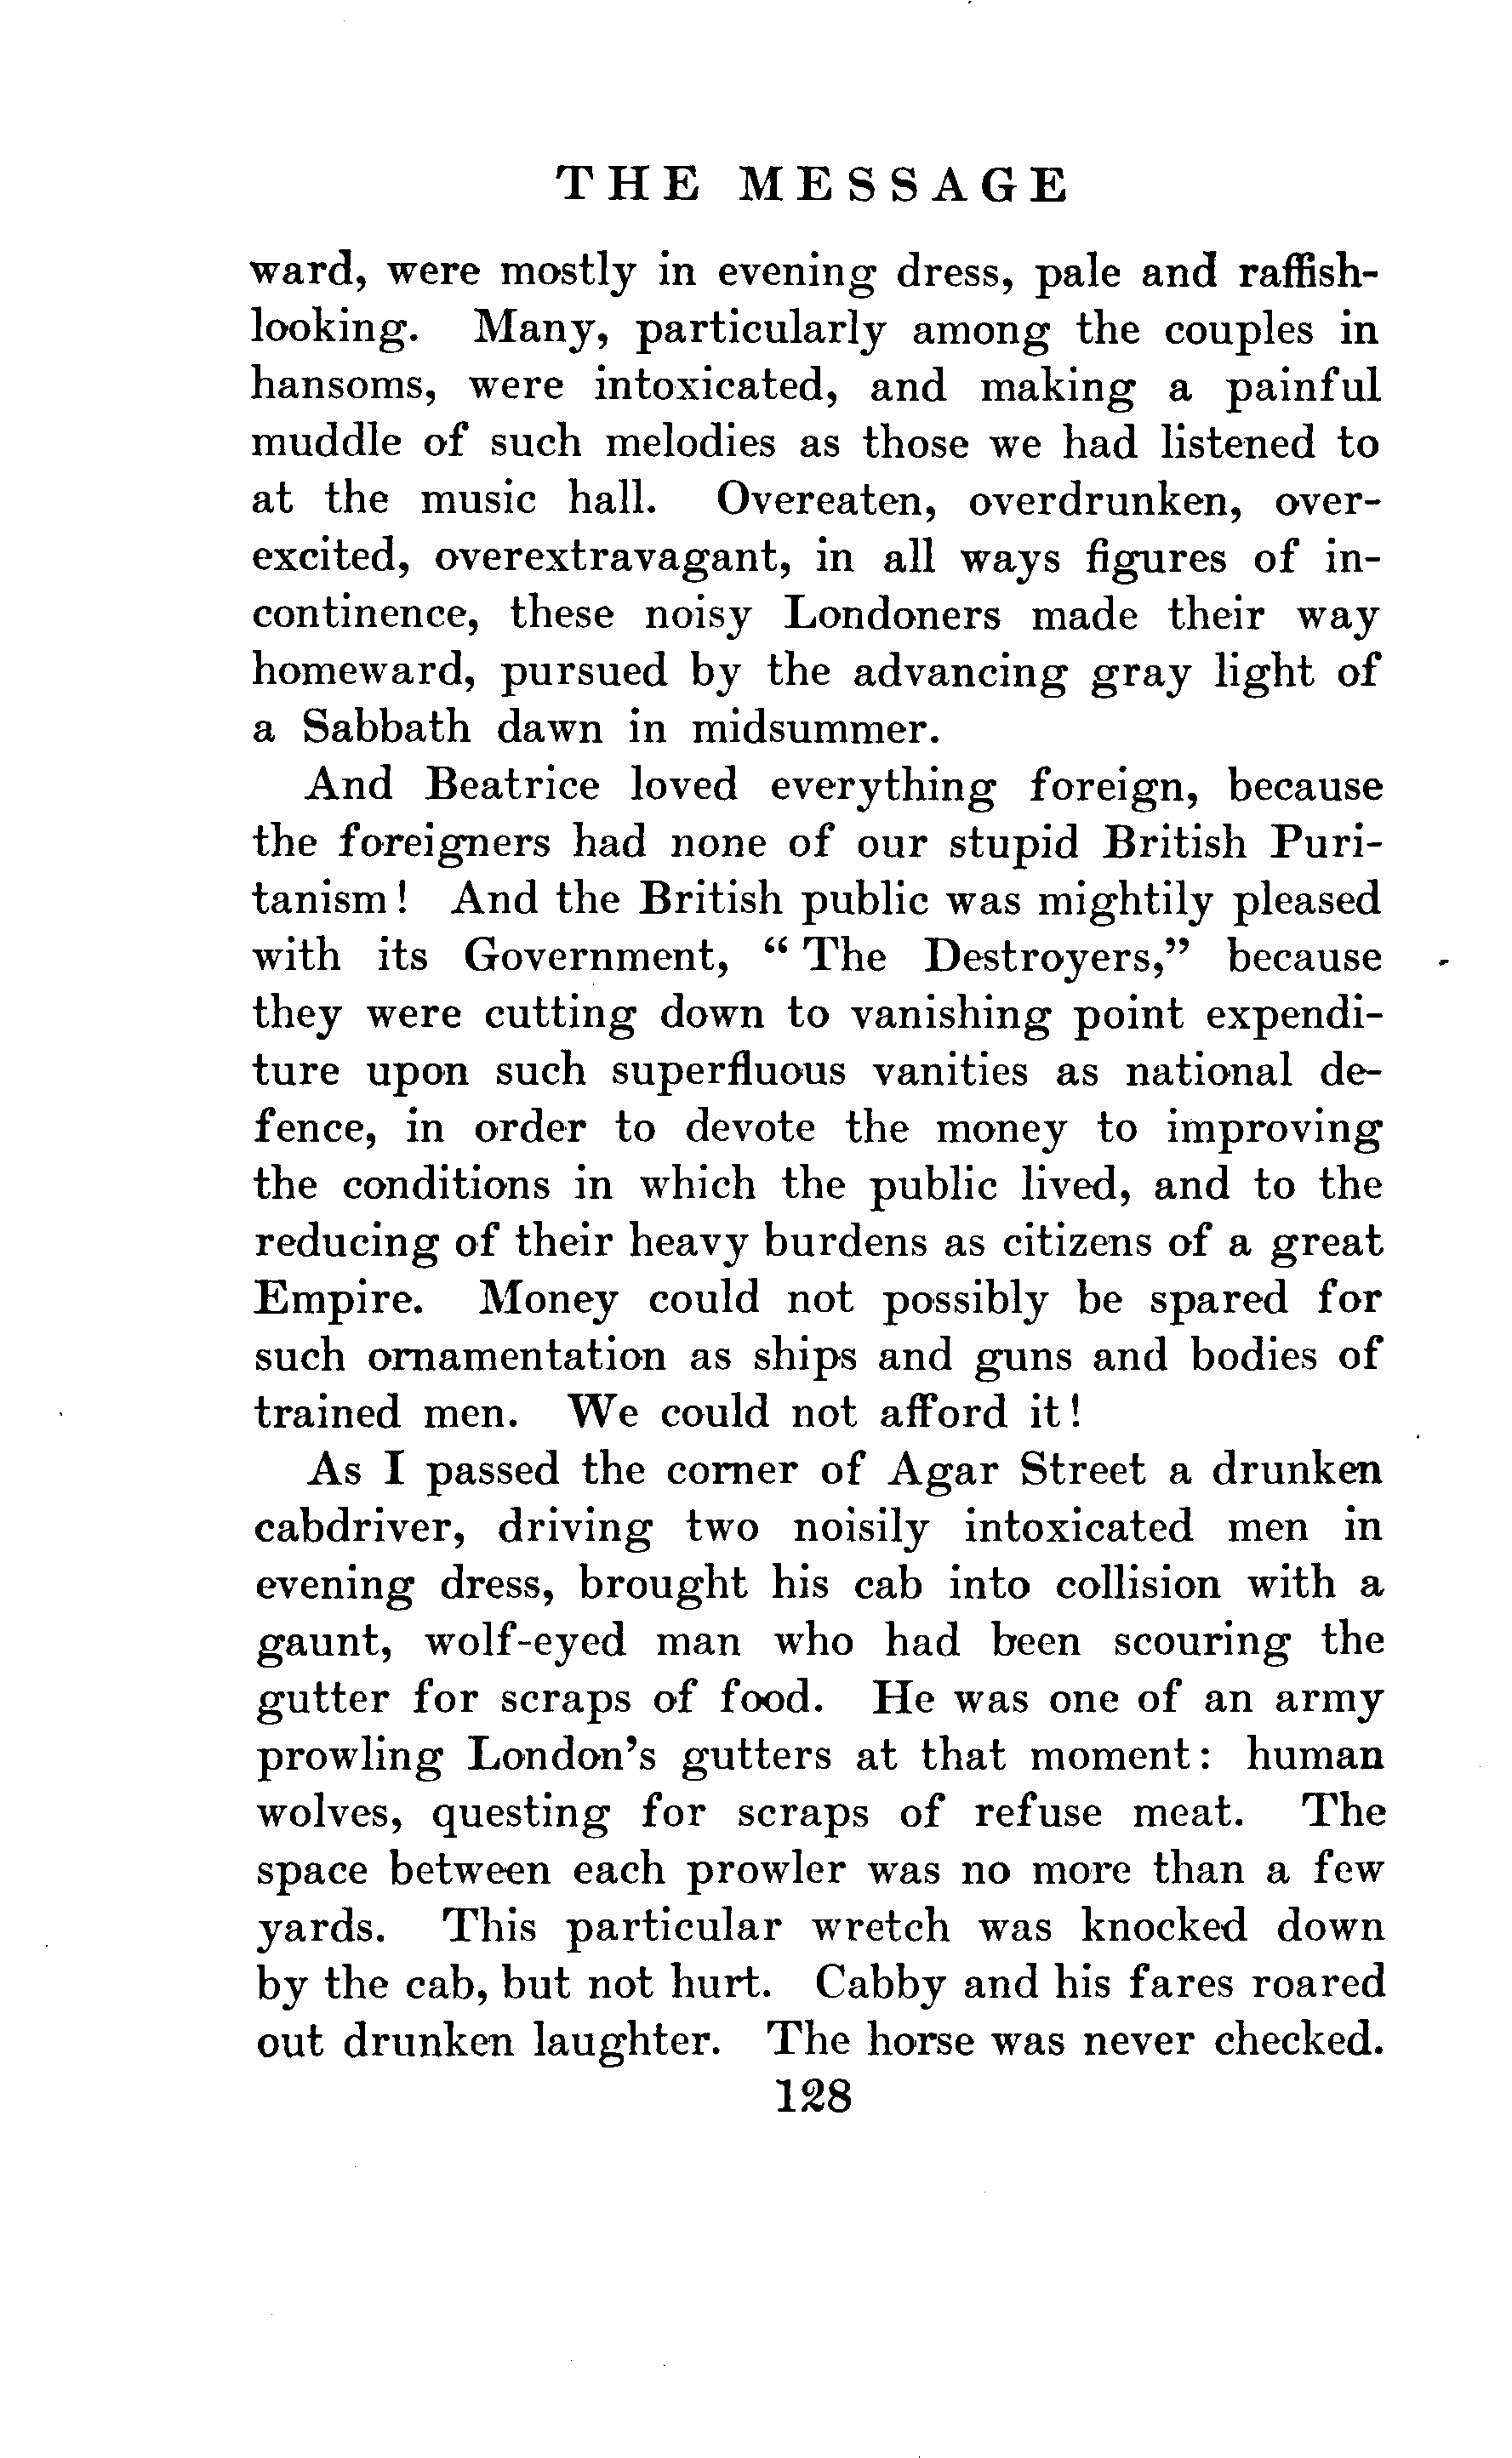 THE MESSAGE
ward, were mostly in evening dress, pale and raffish-
looking. Many, particularly among the couples in
hansoms, were intoxicated, and making a painful
muddle of such melodies as those we had listened to
at the music hall. Overeaten, overdrunken, over-
excited, overextravagant, in all ways figures of in-
continence, these noisy Londoners made their way
homeward, pursued by the advancing gray light of
a Sabbath dawn in midsummer.
And Beatrice loved everything foreign, because
the foreigners had none of our stupid British Puri-
tanism! And the British public was mightily pleased
with its Government, "The Destroyers," because
they were cutting down to vanishing point expendi-
ture upon such superfluous vanities as national de-
fence, in order to devote the money to improving
the conditions in which the public lived, and to the
reducing of their heavy burdens as citizens of a great
Empire. Money could not possibly be spared for
such ornamentation as ships and guns and bodies of
trained men. We could not afford it!
As I passed the corner of Agar Street a drunken
cabdriver, driving two noisily intoxicated men in
evening dress, brought his cab into collision with a
gaunt, wolf-eyed man who had been scouring the
gutter for scraps of food. He was one of an army
prowling London's gutters at that moment: human
wolves, questing for scraps of refuse meat. The
space between each prowler was no more than a few
yards. This particular wretch was knocked down
by the cab, but not hurt. Cabby and his fares roared
out drunken laughter. The horse was never checked.
128